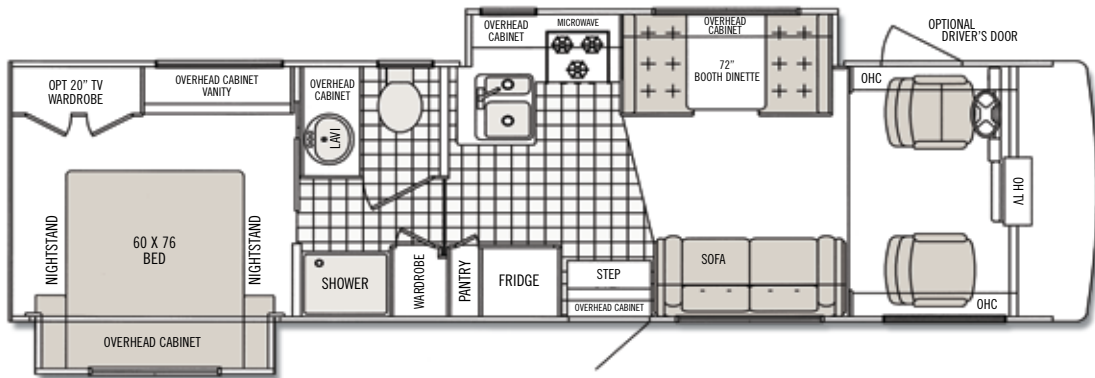 OPT 20" TV
WARDROBE
OVERHEAD CABINET
VANITY
OVERHEAD
CABINET
LAVI
OVERHEAD
CABINET
MICROWAVE
OVERHEAD
CABINET
72"
BOOTH DINETTE
OPTIONAL
DRIVER'S DOOR
OHC
OH TV
NIGHTSTAND
60 X 76
BED
NIGHTSTAND
OVERHEAD CABINET
SHOWER
WARDROBE
PANTRY
FRIDGE
STEP
OVERHEAD CABINET
SOFA
OHC